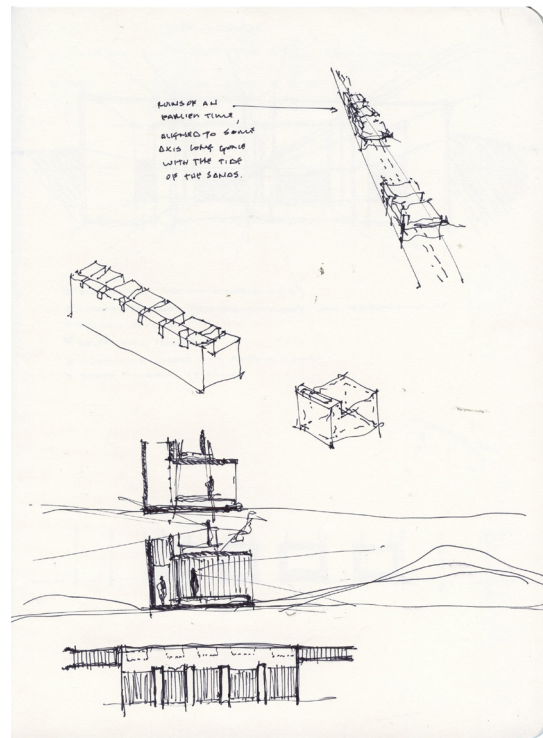 RUINS OF AN
EARLIER TIME,
ALIGNED TO SOME
AXIS LONG GONE
WITH THE TIDE
OF THE SANDS.